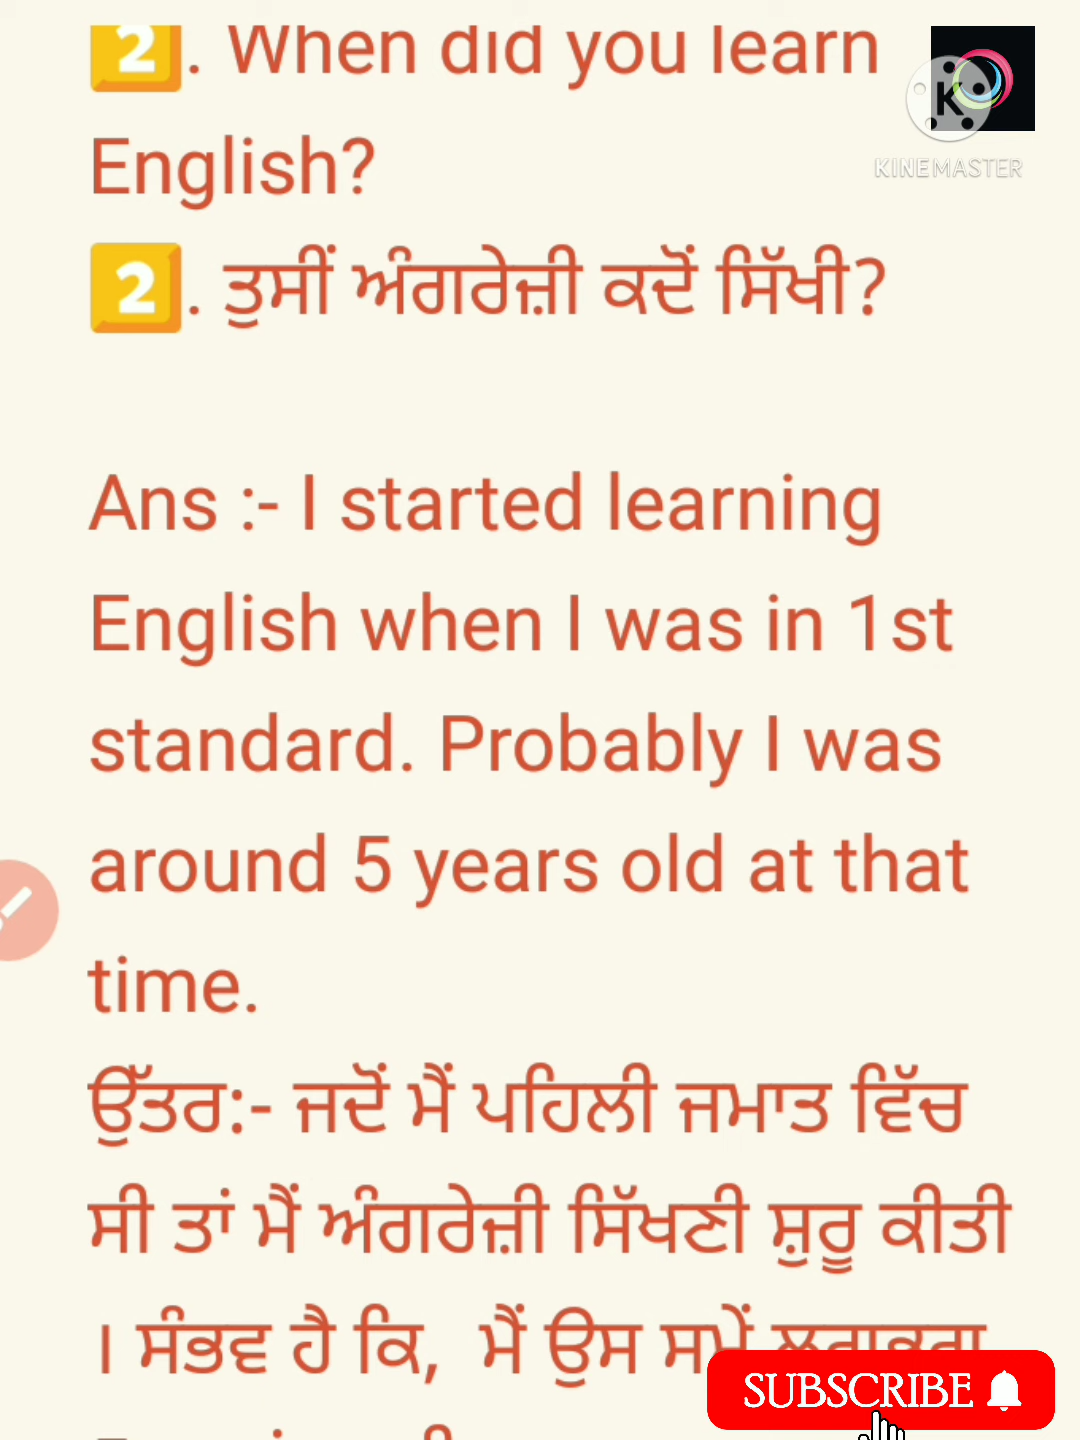 2. When did you learn
English?
2. ਤੁਸੀਂ ਅੰਗਰੇਜ਼ੀ ਕਦੋਂ ਸਿੱਖੀ?
Ans :- I started learning
English when I was in 1st
standard. Probably I was
around 5 years old at that
time.
ਉੱਤਰ:- ਜਦੋਂ ਮੈਂ ਪਹਿਲੀ ਜਮਾਤ ਵਿੱਚ
ਸੀ ਤਾਂ ਮੈਂ ਅੰਗਰੇਜ਼ੀ ਸਿੱਖਣੀ ਸ਼ੁਰੂ ਕੀਤੀ
। ਸੰਭਵ ਹੈ ਕਿ, ਮੈਂ ਉਸ ਸਮੇਂ
K
KINEMASTER
SUBSCRIBE